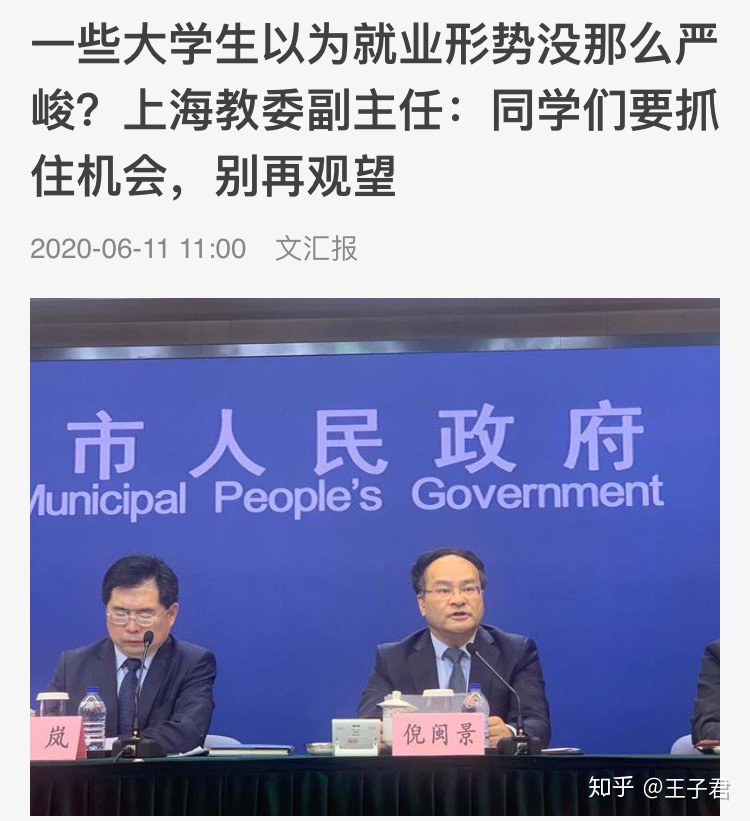 一些大学生以为就业形势没那么严
峻？上海教委副主任：同学们要抓
住机会，别再观望
2020-06-11 11:00 文汇报
市人民政府
Municipal People's Government
岚
倪闽景
知乎 @王子君